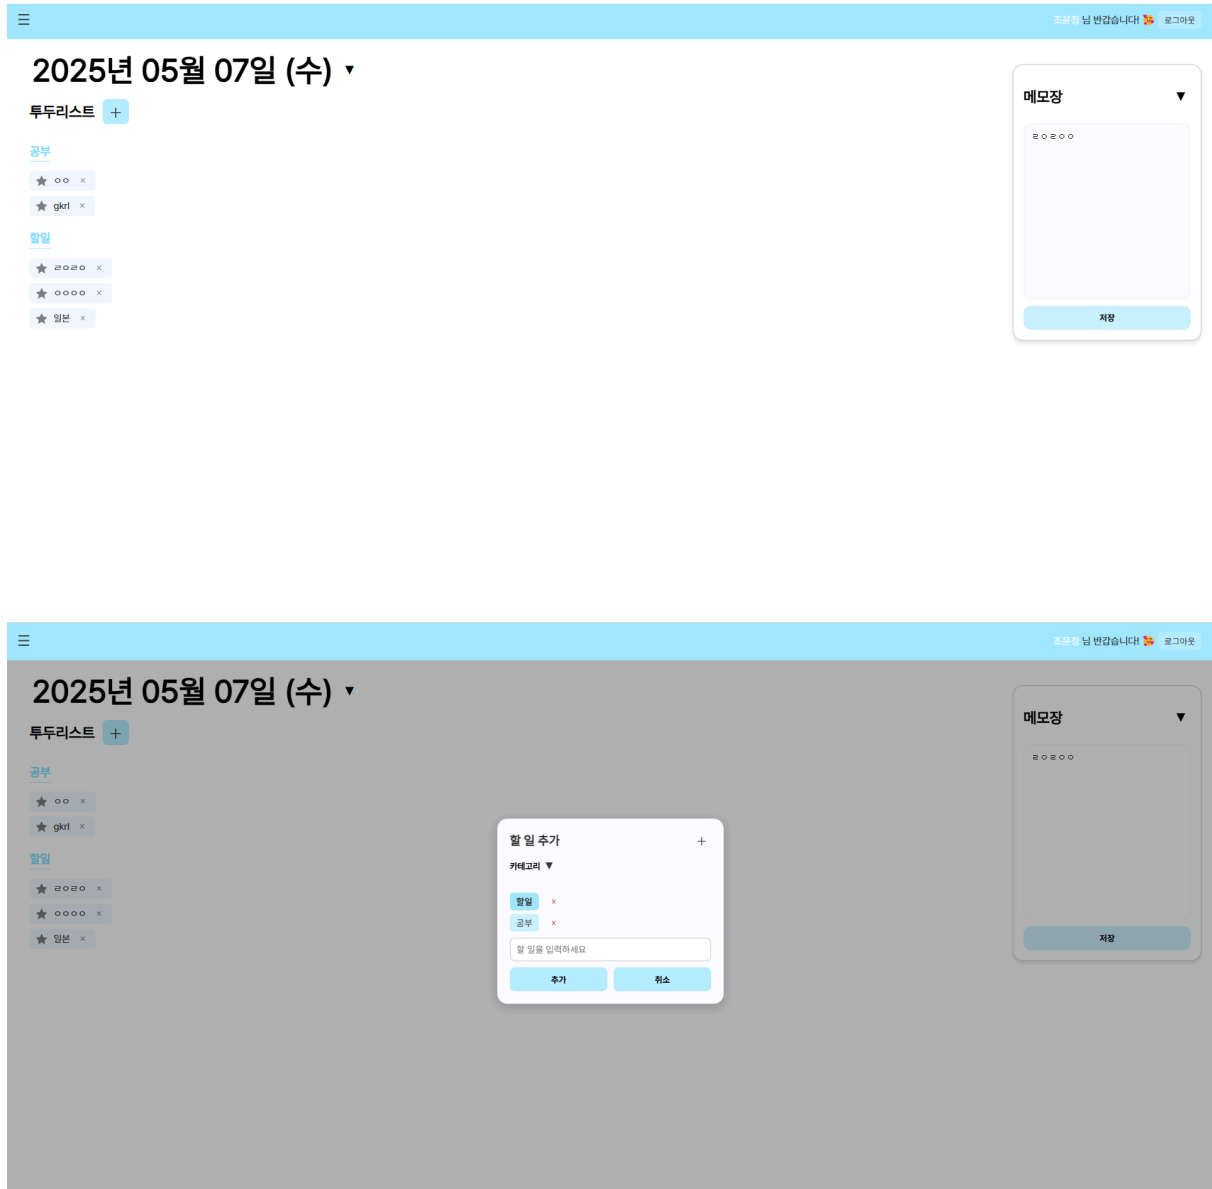 ☰ 조윤정 님 반갑습니다! 🥰 로그아웃
2025년 05월 07일 (수) ▼
투두리스트 +
공부
★ ㅇㅇ ×
★ gkrl ×
할일
★ ㄹㅇㄹㅇ ×
★ ㅇㅇㅇㅇ ×
★ 일본 ×
메모장 ▼
ㄹㅇㄹㅇㅇ
저장
☰ 조윤정 님 반갑습니다! 🥰 로그아웃
2025년 05월 07일 (수) ▼
투두리스트 +
공부
★ ㅇㅇ ×
★ gkrl ×
할일
★ ㄹㅇㄹㅇ ×
★ ㅇㅇㅇㅇ ×
★ 일본 ×
할 일 추가 +
카테고리 ▼
할일 ×
공부 ×
할 일을 입력하세요
추가 취소
메모장 ▼
ㄹㅇㄹㅇㅇ
저장